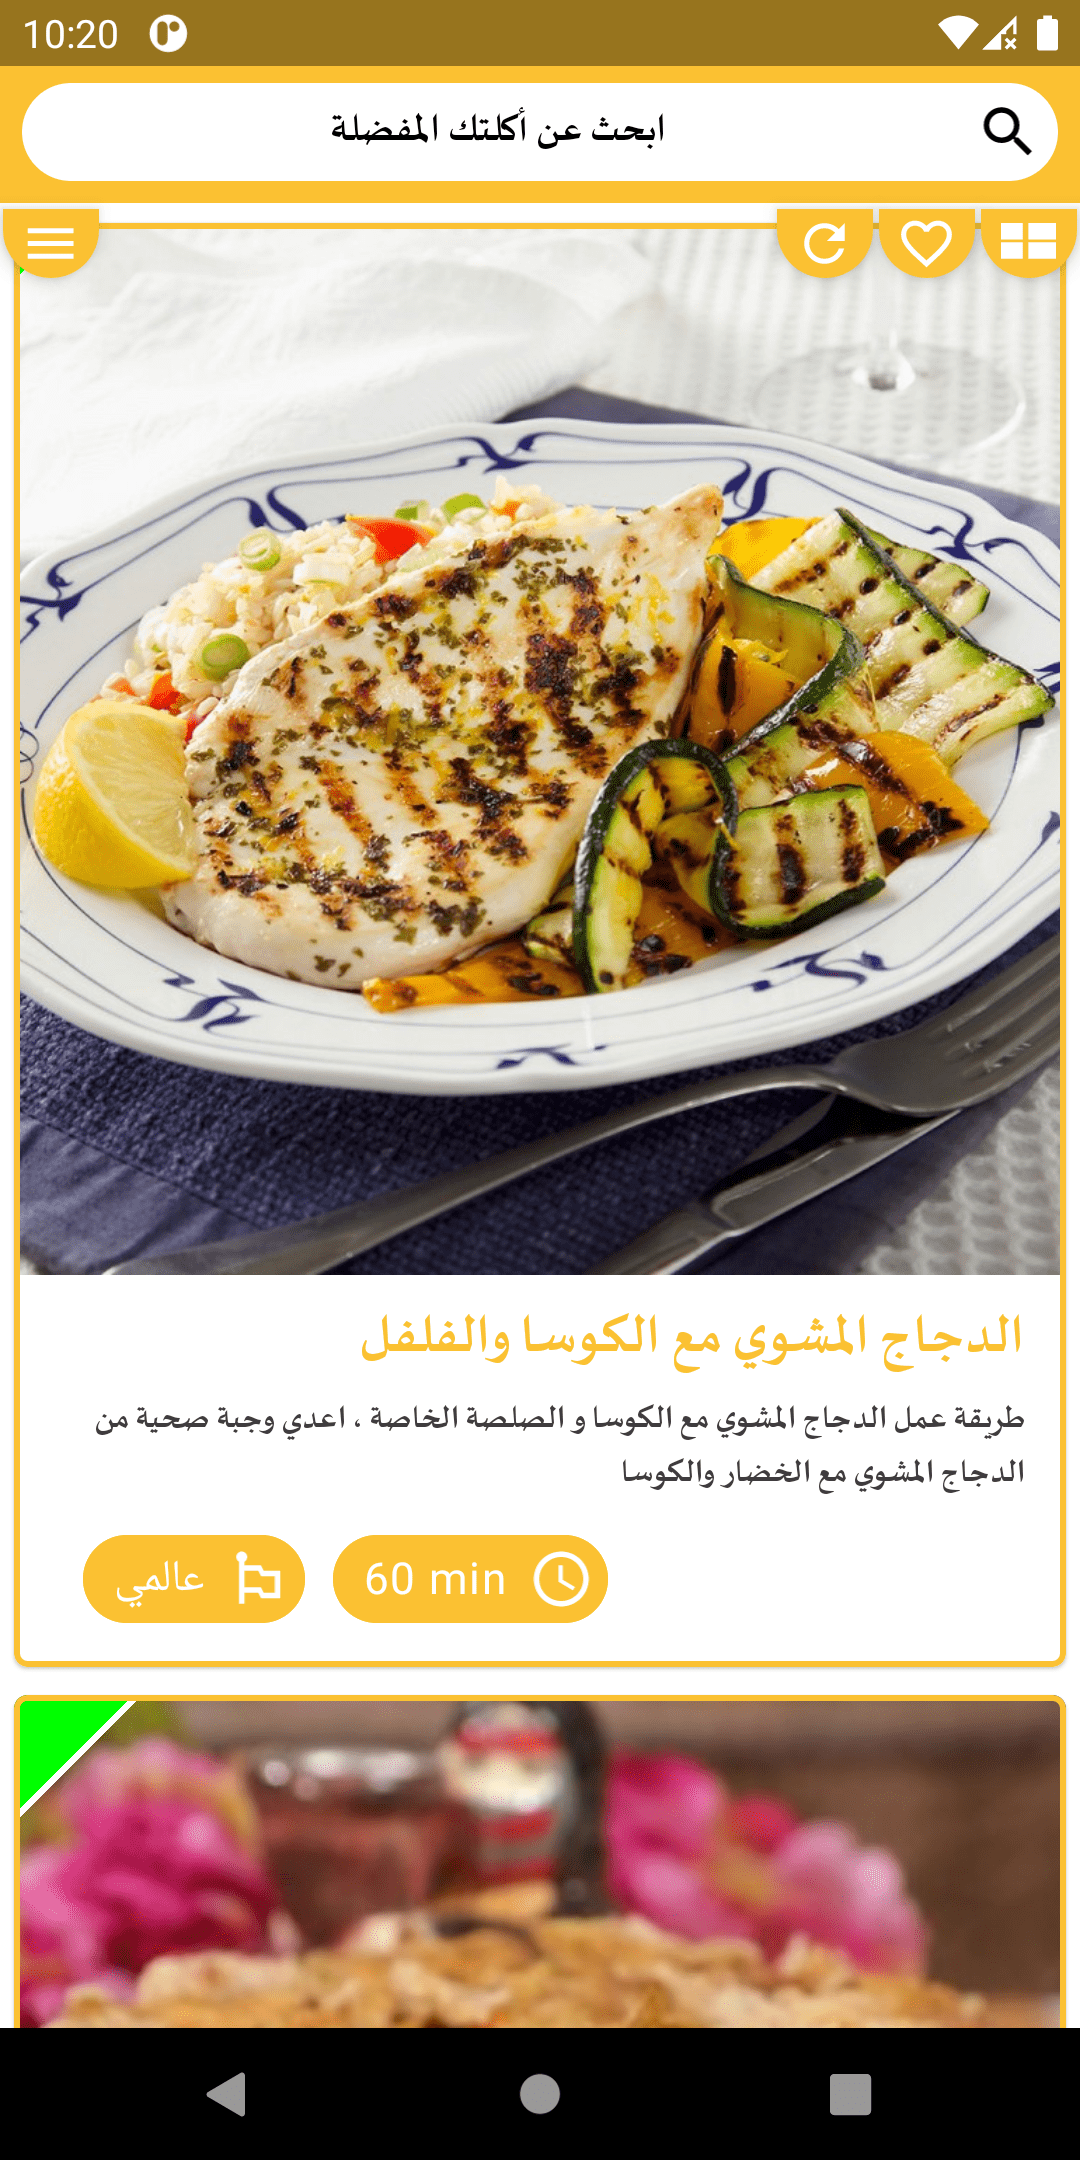 10:20
ابحث عن أكلتك المفضلة
الدجاج المشوي مع الكوسا والفلفل
طريقة عمل الدجاج المشوي مع الكوسا و الصلصة الخاصة ، اعدي وجبة صحية من
الدجاج المشوي مع الخضار والكوسا
60 min
عالمي